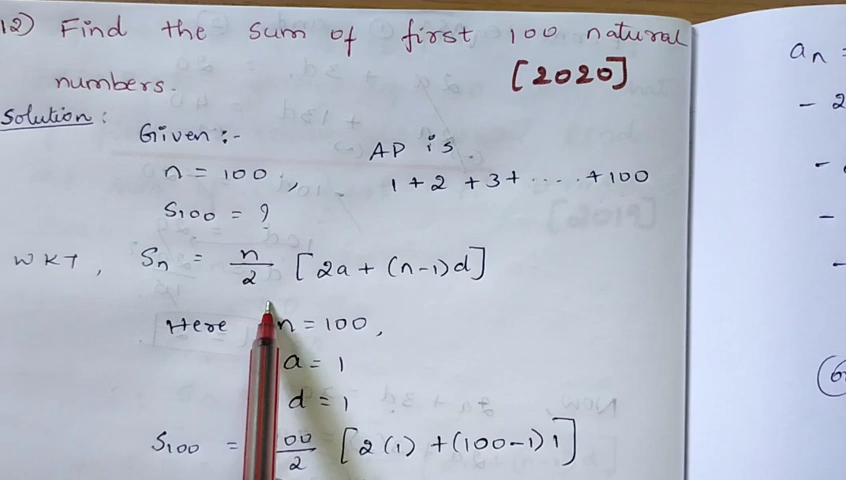 12) Find the sum of first 100 natural
numbers. [2020]
Solution:
Given :-
AP is.
n = 100,
1 + 2 + 3 + ..... + 100
S100 = ?
WKT, Sn = n/2 [2a + (n-1)d]
Here n = 100,
a = 1
d = 1
S100 = 00/2 [2(1) + (100-1)1]
an =
- 2
-
-
-